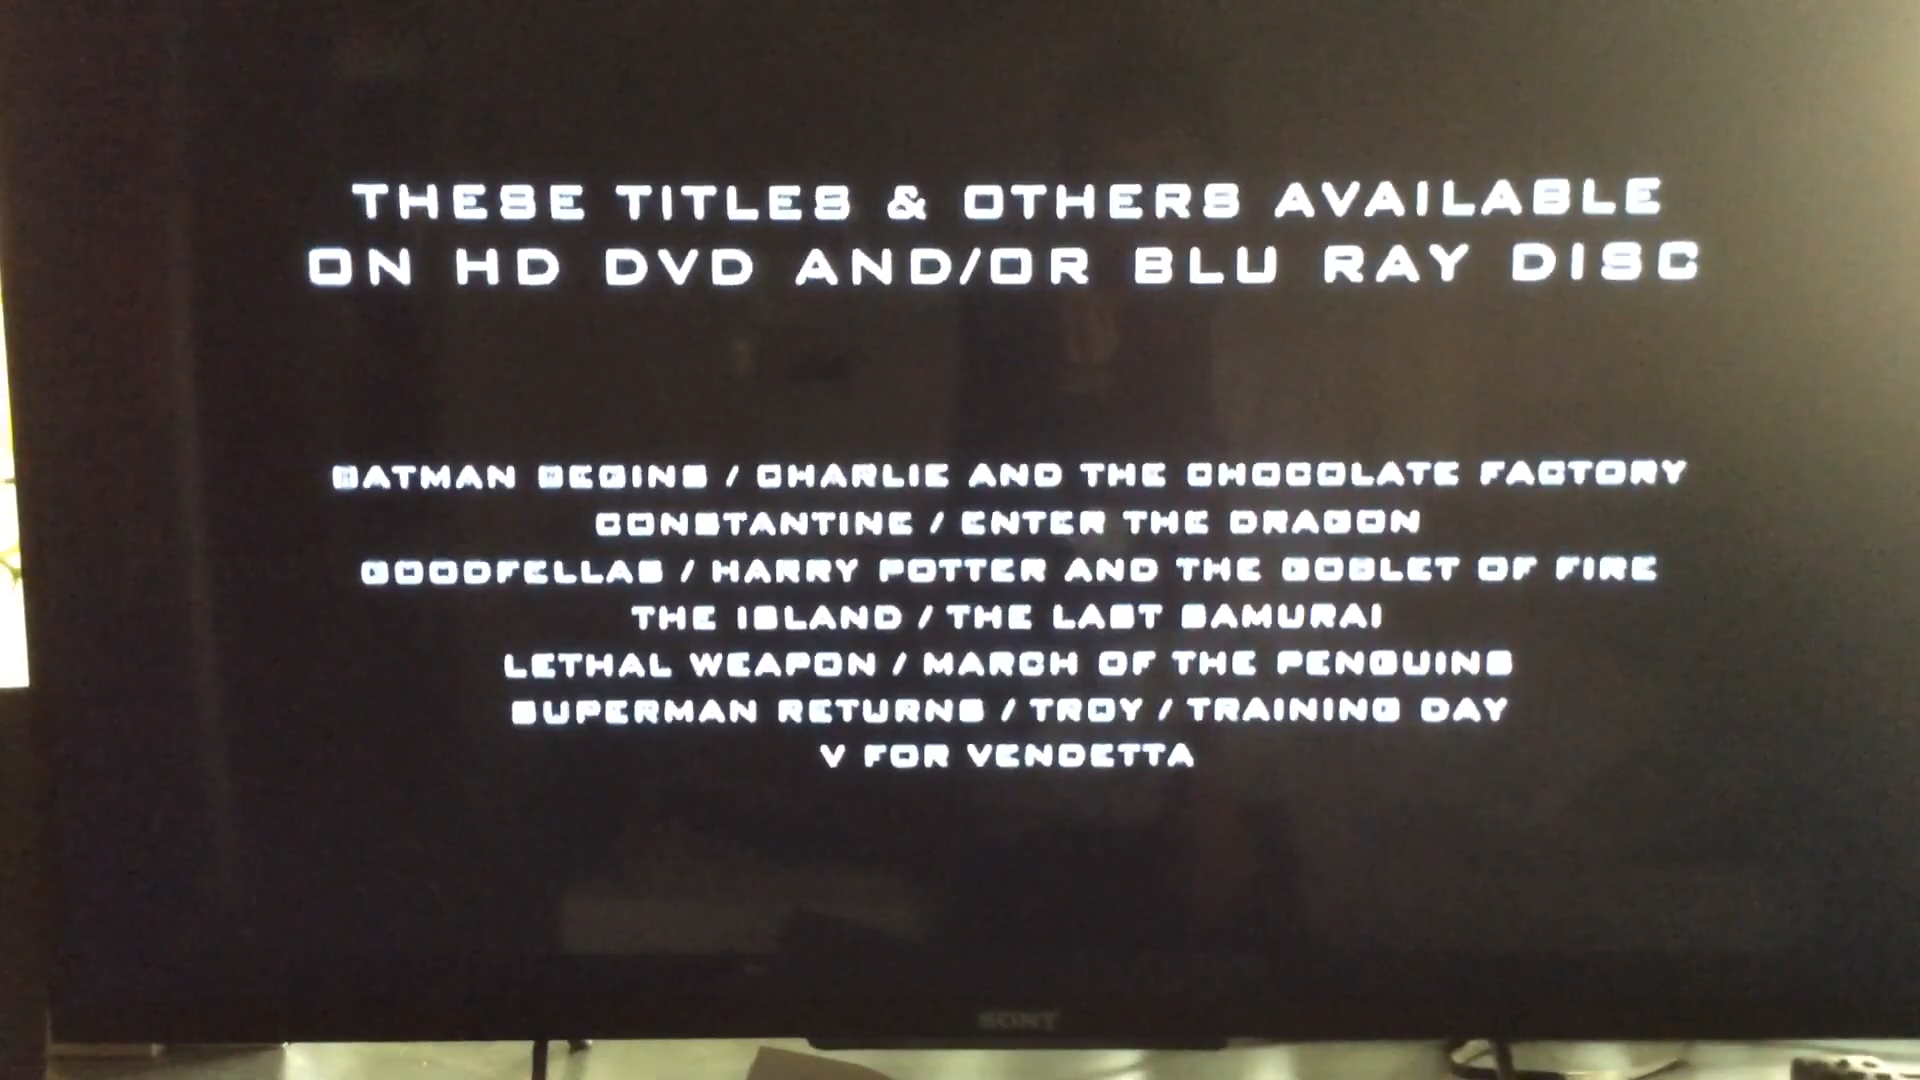 THESE TITLES & OTHERS AVAILABLE
ON HD DVD AND/OR BLU RAY DISC
BATMAN BEGINS / CHARLIE AND THE CHOCOLATE FACTORY
CONSTANTINE / ENTER THE DRAGON
GOODFELLAS / HARRY POTTER AND THE GOBLET OF FIRE
THE ISLAND / THE LAST SAMURAI
LETHAL WEAPON / MARCH OF THE PENGUINS
SUPERMAN RETURNS / TROY / TRAINING DAY
V FOR VENDETTA
SONY